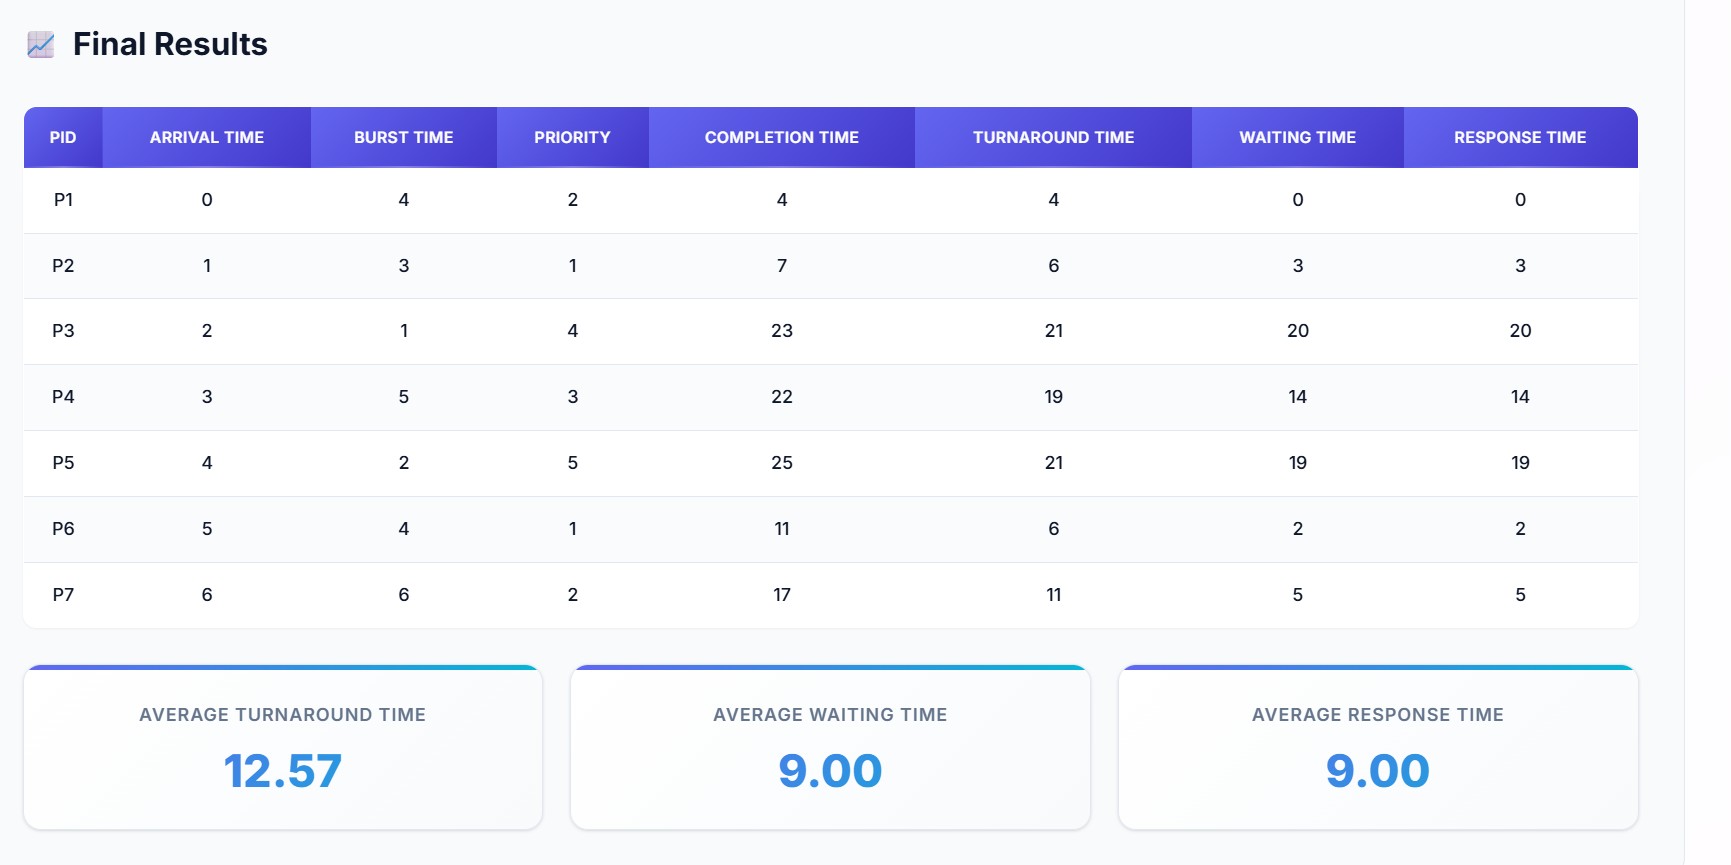 Final Results
PID ARRIVAL TIME BURST TIME PRIORITY COMPLETION TIME TURNAROUND TIME WAITING TIME RESPONSE TIME
P1 0 4 2 4 4 0 0
P2 1 3 1 7 6 3 3
P3 2 1 4 23 21 20 20
P4 3 5 3 22 19 14 14
P5 4 2 5 25 21 19 19
P6 5 4 1 11 6 2 2
P7 6 6 2 17 11 5 5
AVERAGE TURNAROUND TIME AVERAGE WAITING TIME AVERAGE RESPONSE TIME
12.57 9.00 9.00